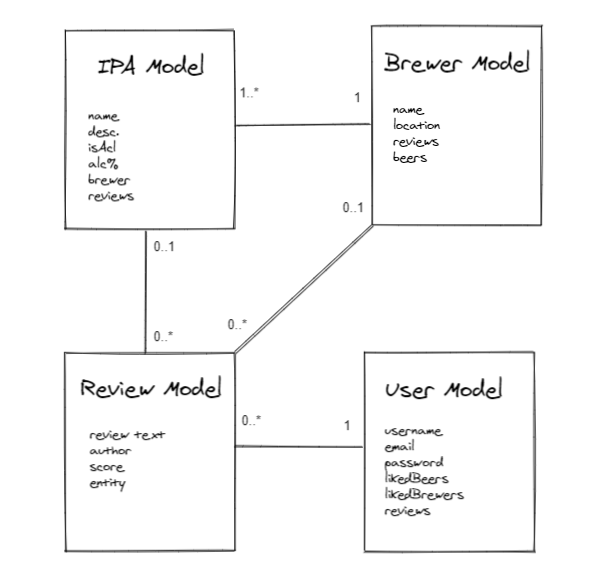 IPA Model
name
desc.
isAcl
alc%
brewer
reviews
1..*
1
Brewer Model
name
location
reviews
beers
0..1
0..*
0..1
0..*
Review Model
review text
author
score
entity
0..*
1
User Model
username
email
password
likedBeers
likedBrewers
reviews